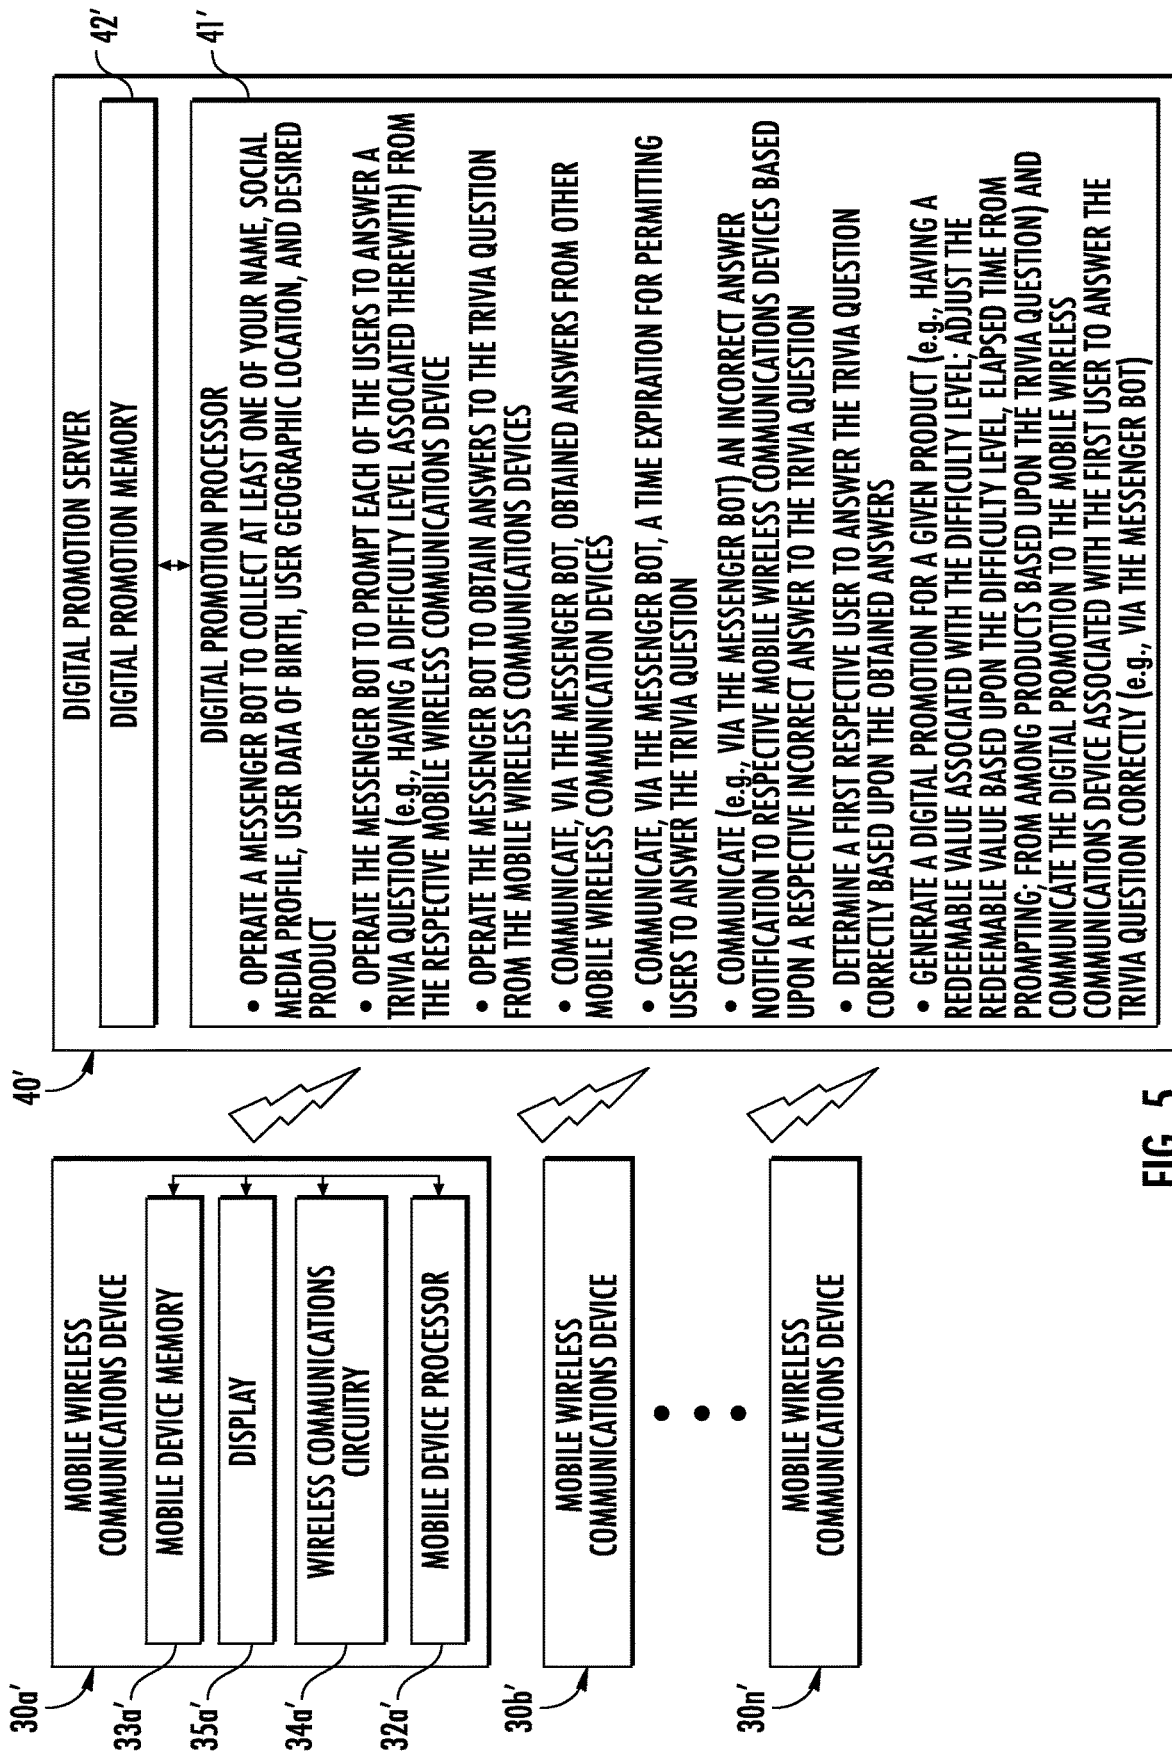 30a'
MOBILE WIRELESS
COMMUNICATIONS DEVICE
33a'
MOBILE DEVICE MEMORY
35a'
DISPLAY
34a'
WIRELESS COMMUNICATIONS
CIRCUITRY
32a'
MOBILE DEVICE PROCESSOR
30b'
MOBILE WIRELESS
COMMUNICATIONS DEVICE
30n'
MOBILE WIRELESS
COMMUNICATIONS DEVICE
40'
DIGITAL PROMOTION SERVER
DIGITAL PROMOTION MEMORY
42'
41'
DIGITAL PROMOTION PROCESSOR
• OPERATE A MESSENGER BOT TO COLLECT AT LEAST ONE OF YOUR NAME, SOCIAL
MEDIA PROFILE, USER DATA OF BIRTH, USER GEOGRAPHIC LOCATION, AND DESIRED
PRODUCT
• OPERATE THE MESSENGER BOT TO PROMPT EACH OF THE USERS TO ANSWER A
TRIVIA QUESTION (e.g., HAVING A DIFFICULTY LEVEL ASSOCIATED THEREWITH) FROM
THE RESPECTIVE MOBILE WIRELESS COMMUNICATIONS DEVICE
• OPERATE THE MESSENGER BOT TO OBTAIN ANSWERS TO THE TRIVIA QUESTION
FROM THE MOBILE WIRELESS COMMUNICATIONS DEVICES
• COMMUNICATE, VIA THE MESSENGER BOT, OBTAINED ANSWERS FROM OTHER
MOBILE WIRELESS COMMUNICATION DEVICES
• COMMUNICATE, VIA THE MESSENGER BOT, A TIME EXPIRATION FOR PERMITTING
USERS TO ANSWER THE TRIVIA QUESTION
• COMMUNICATE (e.g., VIA THE MESSENGER BOT) AN INCORRECT ANSWER
NOTIFICATION TO RESPECTIVE MOBILE WIRELESS COMMUNICATIONS DEVICES BASED
UPON A RESPECTIVE INCORRECT ANSWER TO THE TRIVIA QUESTION
• DETERMINE A FIRST RESPECTIVE USER TO ANSWER THE TRIVIA QUESTION
CORRECTLY BASED UPON THE OBTAINED ANSWERS
• GENERATE A DIGITAL PROMOTION FOR A GIVEN PRODUCT (e.g., HAVING A
REDEEMABLE VALUE ASSOCIATED WITH THE DIFFICULTY LEVEL; ADJUST THE
REDEEMABLE VALUE BASED UPON THE DIFFICULTY LEVEL, ELAPSED TIME FROM
PROMPTING; FROM AMONG PRODUCTS BASED UPON THE TRIVIA QUESTION) AND
COMMUNICATE THE DIGITAL PROMOTION TO THE MOBILE WIRELESS
COMMUNICATIONS DEVICE ASSOCIATED WITH THE FIRST USER TO ANSWER THE
TRIVIA QUESTION CORRECTLY (e.g., VIA THE MESSENGER BOT)
FIG. 5